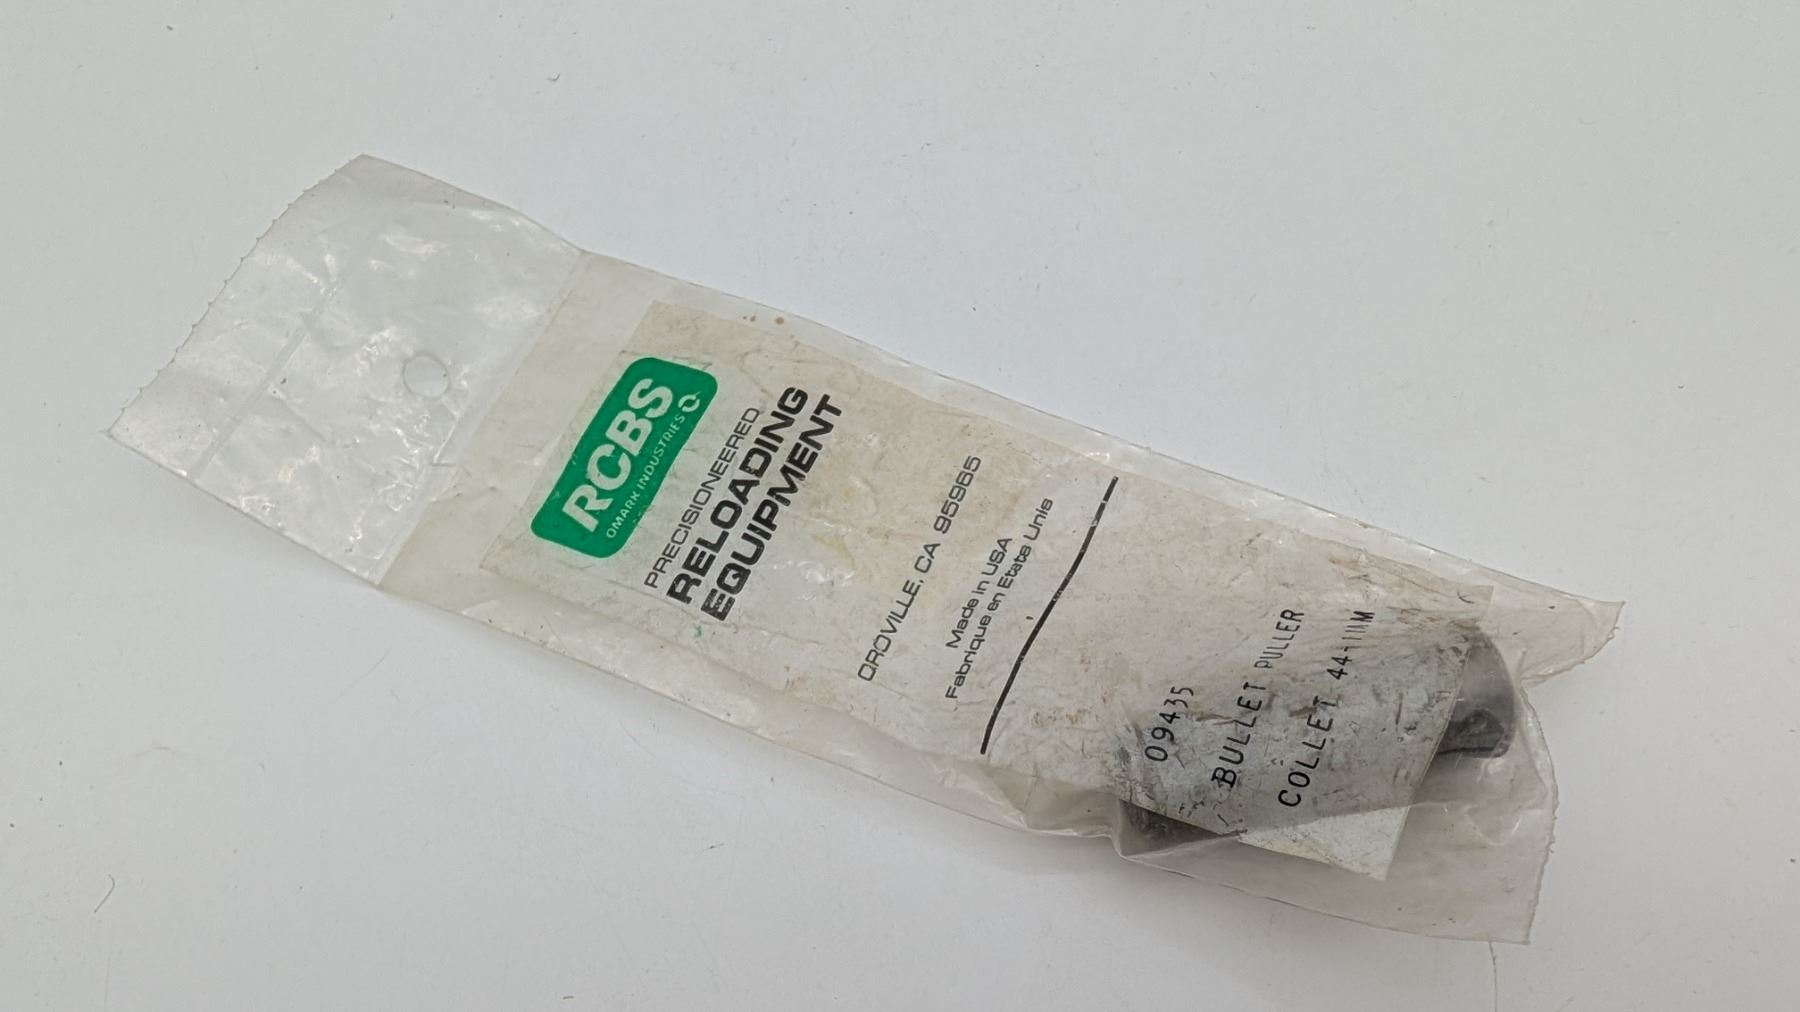 RCBS
OMARK INDUSTRIES
PRECISIONEERED
RELOADING
EQUIPMENT
OROVILLE, CA 95965
Made in USA
Fabrique en Etats Unis
09435
BULLET PULLER
COLLET 44-11MM